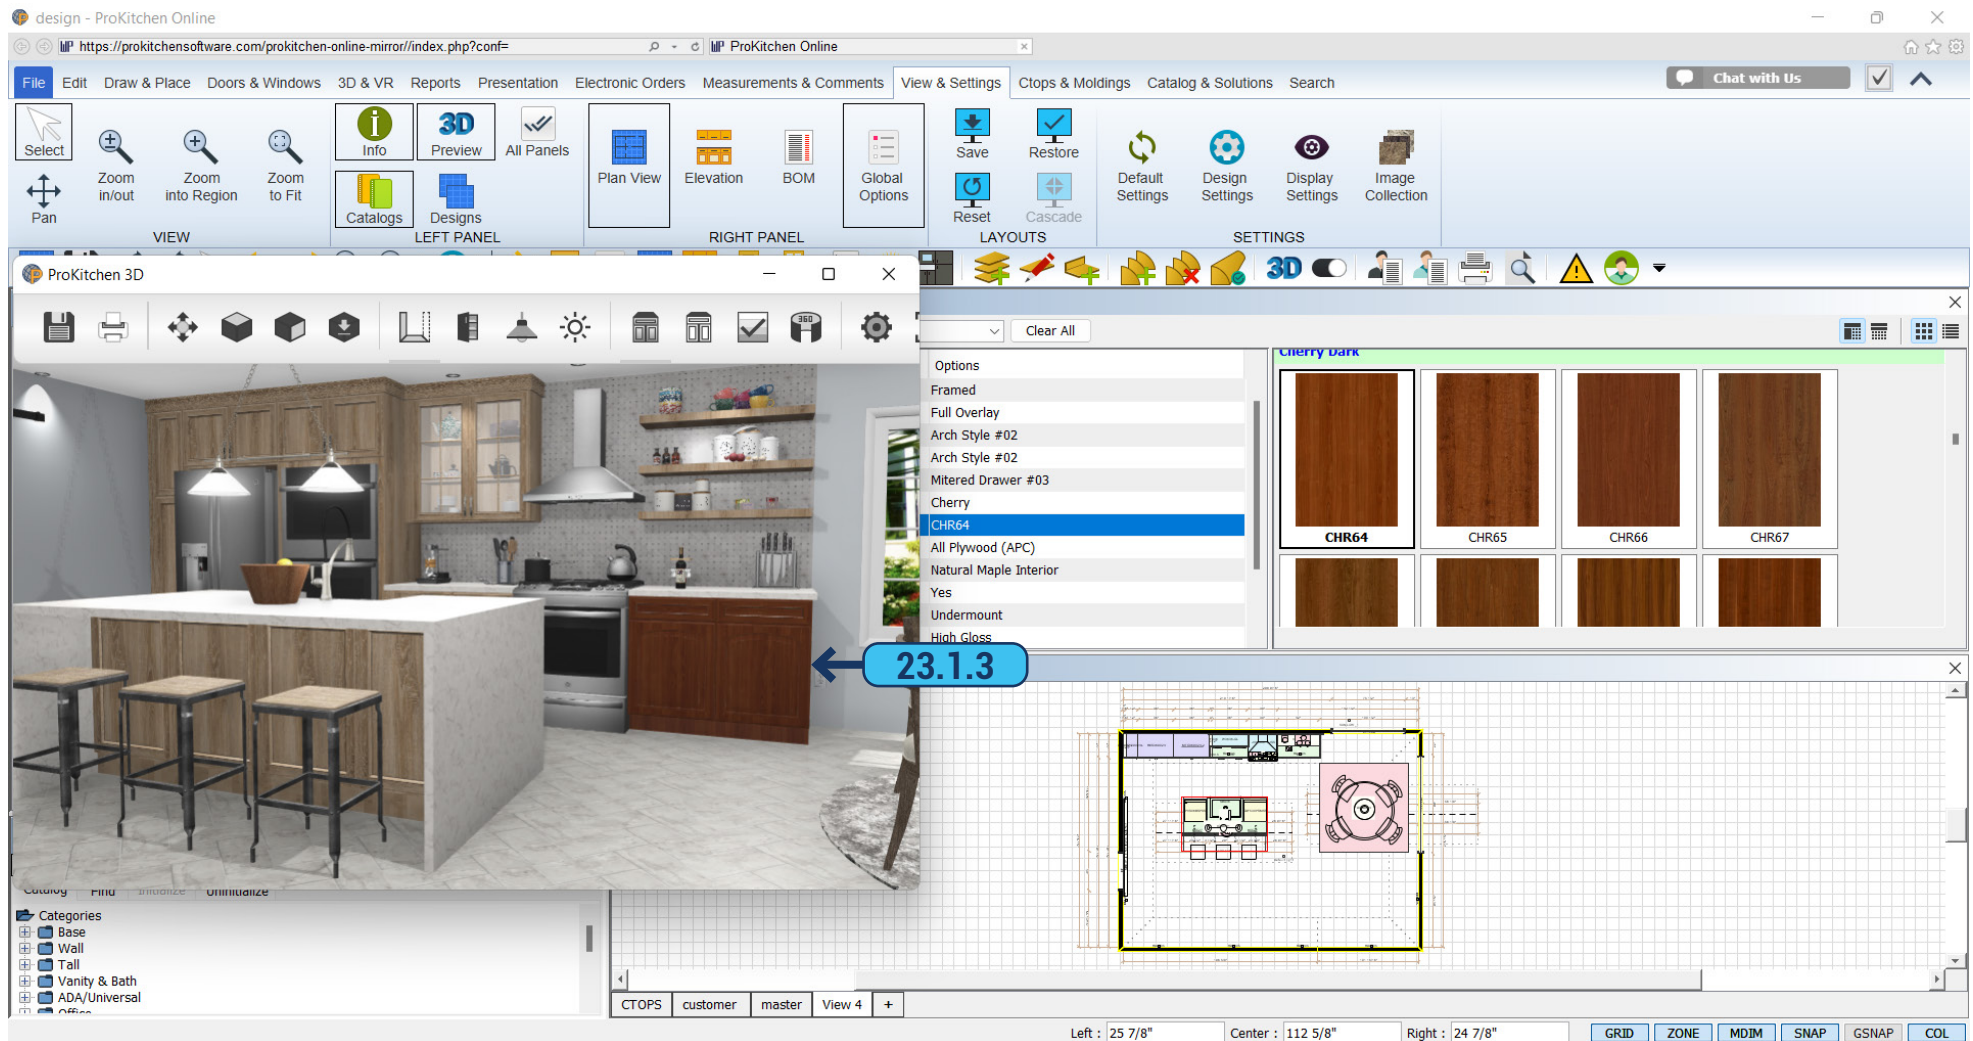 design - ProKitchen Online
https://prokitchensoftware.com/prokitchen-online-mirror//index.php?conf=
ProKitchen Online
File Edit Draw & Place Doors & Windows 3D & VR Reports Presentation Electronic Orders Measurements & Comments View & Settings Ctops & Moldings Catalog & Solutions Search
Chat with Us
Select
Pan
Zoom in/out
Zoom into Region
Zoom to Fit
VIEW
Info
3D
Preview
All Panels
Catalogs
Designs
LEFT PANEL
Plan View
Elevation
BOM
Global Options
RIGHT PANEL
Save
Restore
Reset
Cascade
LAYOUTS
Default Settings
Design Settings
Display Settings
Image Collection
SETTINGS
3D
ProKitchen 3D
360
Clear All
Options
Framed
Full Overlay
Arch Style #02
Arch Style #02
Mitered Drawer #03
Cherry
CHR64
All Plywood (APC)
Natural Maple Interior
Yes
Undermount
High Gloss
Cherry Dark
CHR64
CHR65
CHR66
CHR67
23.1.3
Catalog Find Initialize Uninitialize
Categories
Base
Wall
Tall
Vanity & Bath
ADA/Universal
Office
CTOPS customer master View 4 +
Left : 25 7/8" Center : 112 5/8" Right : 24 7/8"
GRID ZONE MDIM SNAP GSNAP COL